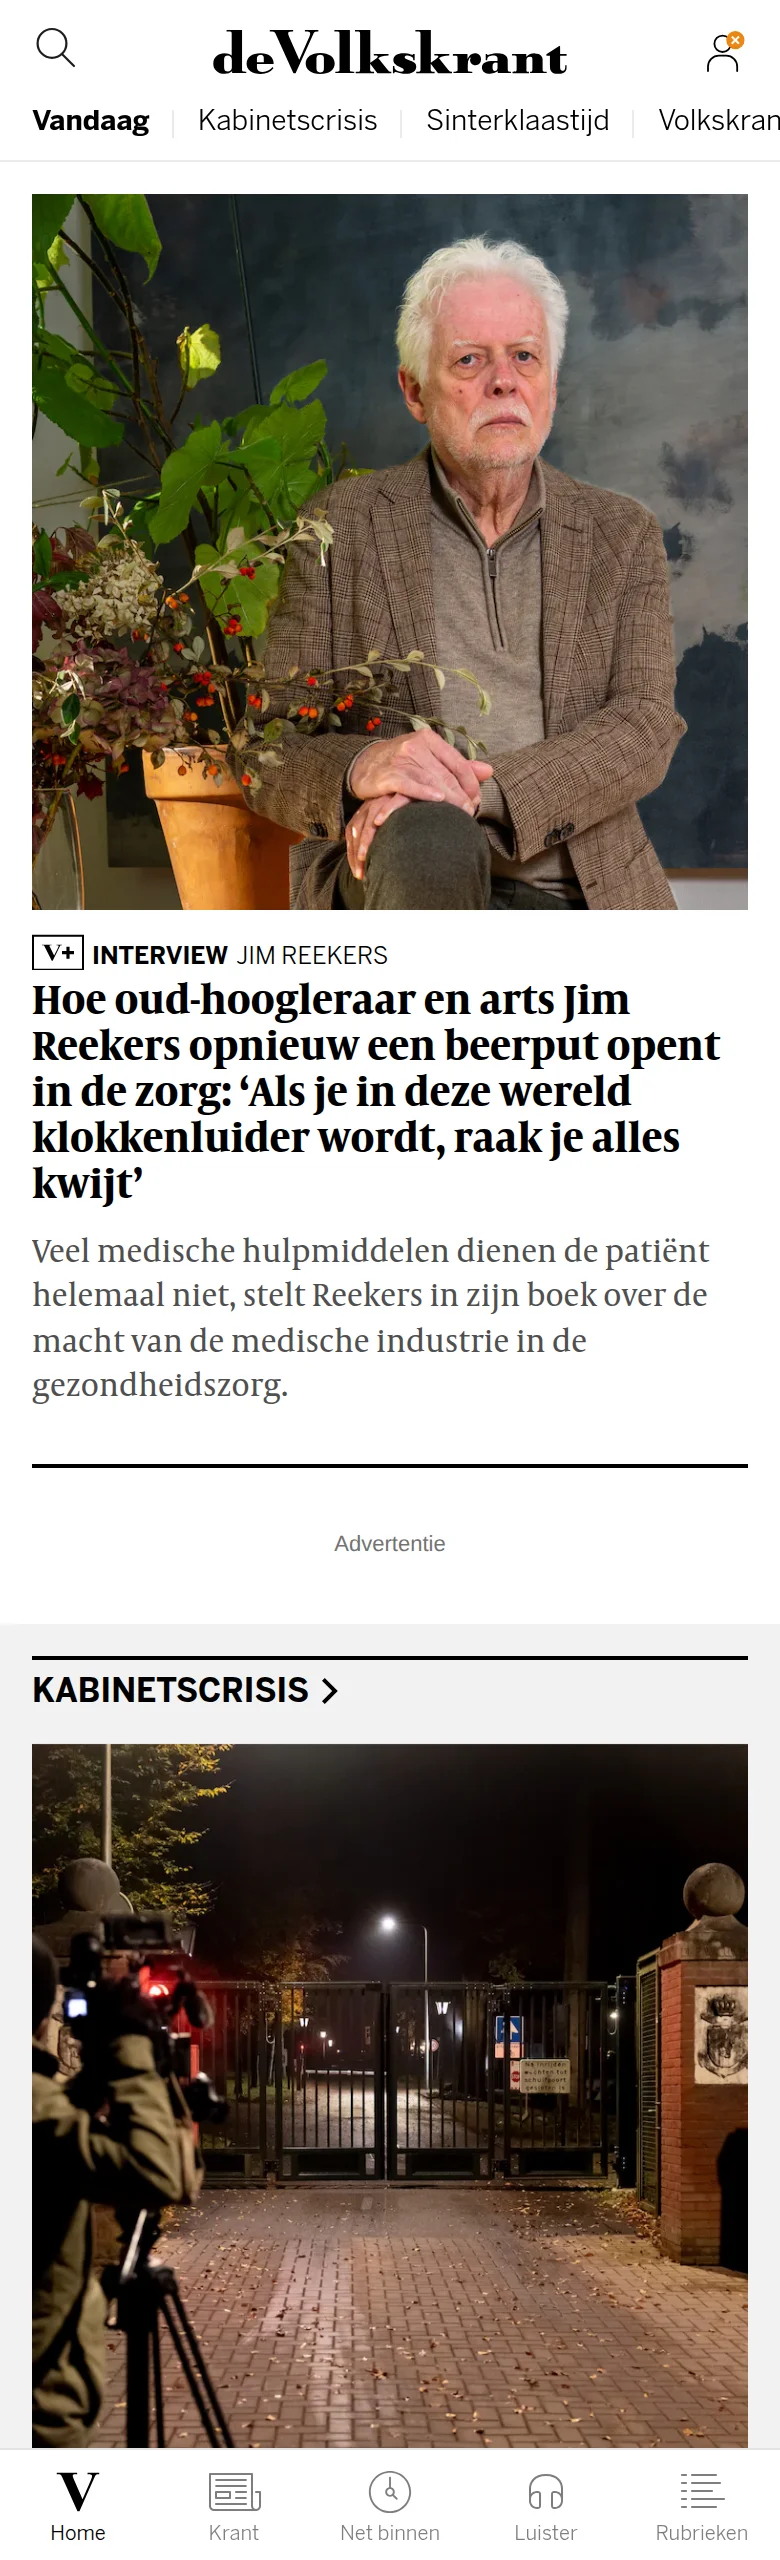 deVolkskrant
Vandaag
Kabinetscrisis
Sinterklaastijd
Volkskran
V+ INTERVIEW JIM REEKERS
Hoe oud-hoogleraar en arts Jim
Reekers opnieuw een beerput opent
in de zorg: ‘Als je in deze wereld
klokkenluider wordt, raak je alles
kwijt’
Veel medische hulpmiddelen dienen de patiënt
helemaal niet, stelt Reekers in zijn boek over de
macht van de medische industrie in de
gezondheidszorg.
Advertentie
KABINETSCRISIS
V
Home
Krant
Net binnen
Luister
Rubrieken